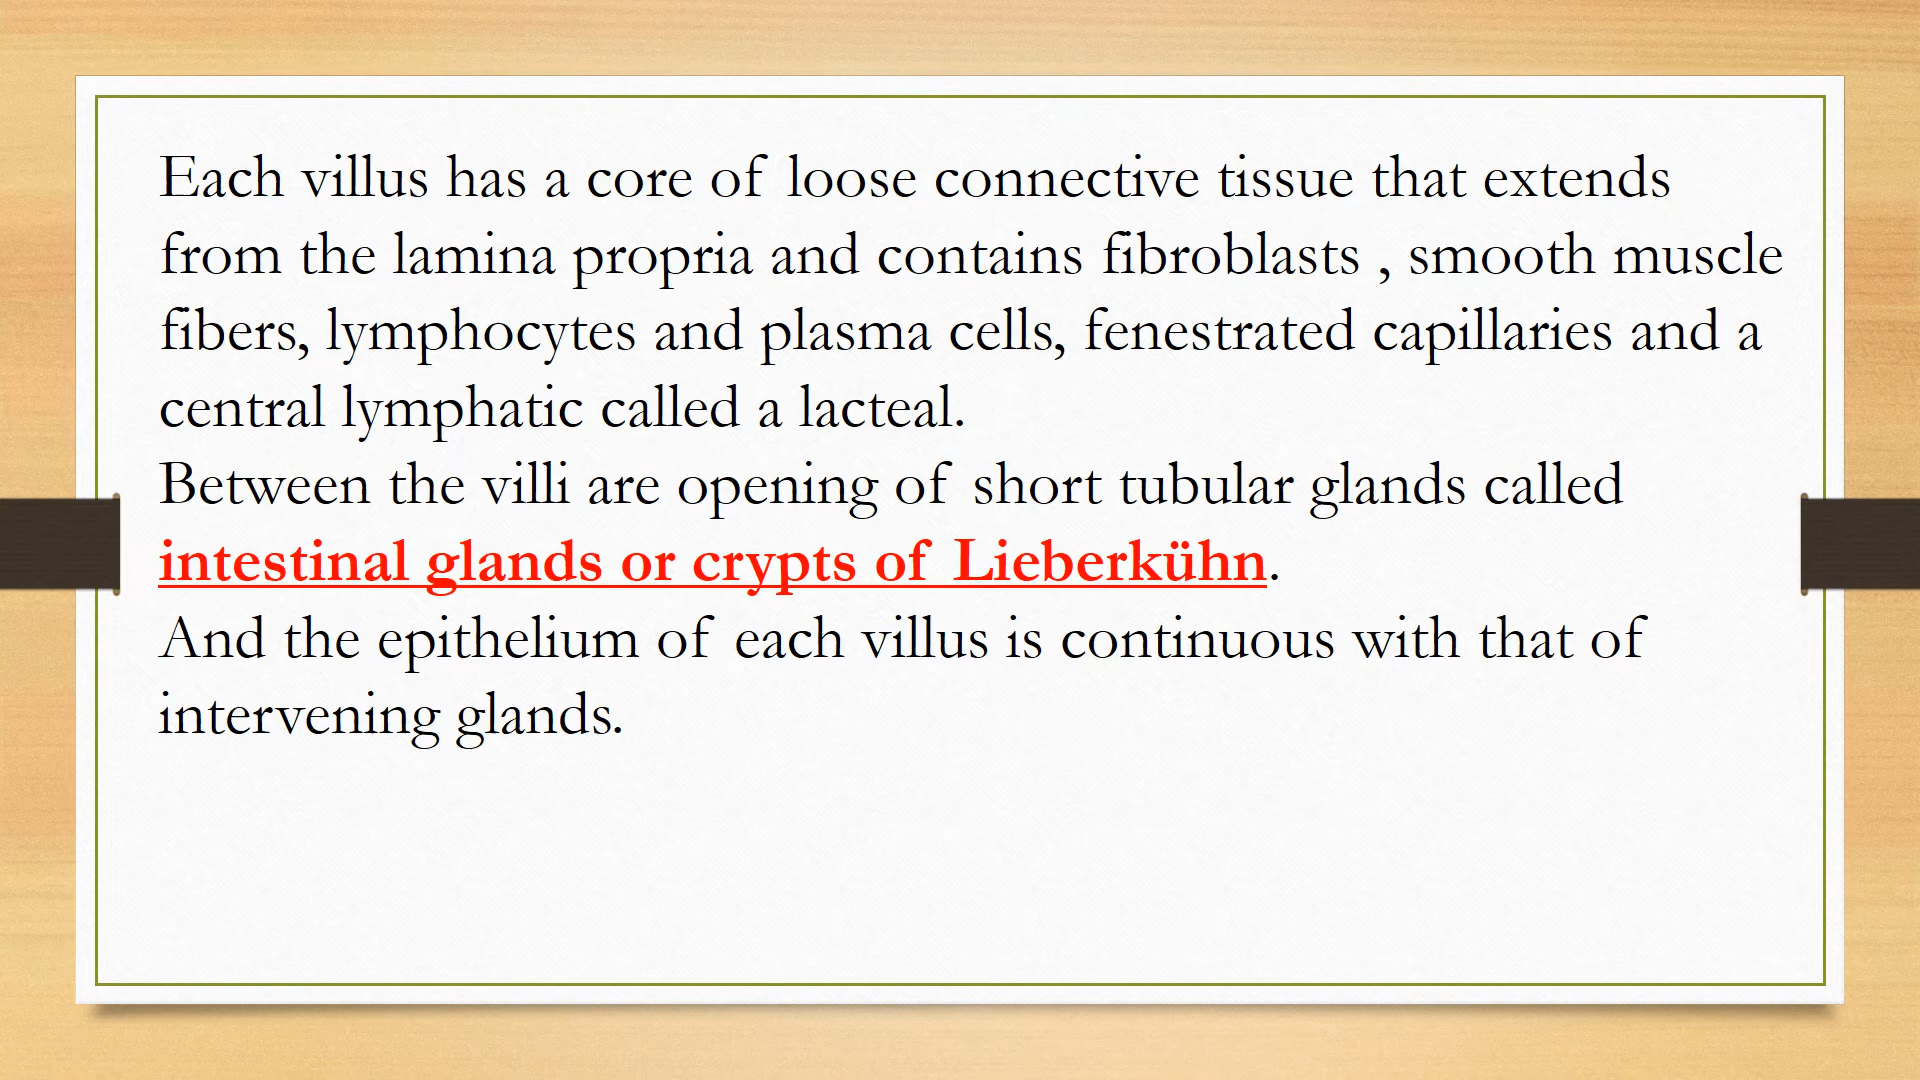 Each villus has a core of loose connective tissue that extends
from the lamina propria and contains fibroblasts , smooth muscle
fibers, lymphocytes and plasma cells, fenestrated capillaries and a
central lymphatic called a lacteal.
Between the villi are opening of short tubular glands called
intestinal glands or crypts of Lieberkühn.
And the epithelium of each villus is continuous with that of
intervening glands.